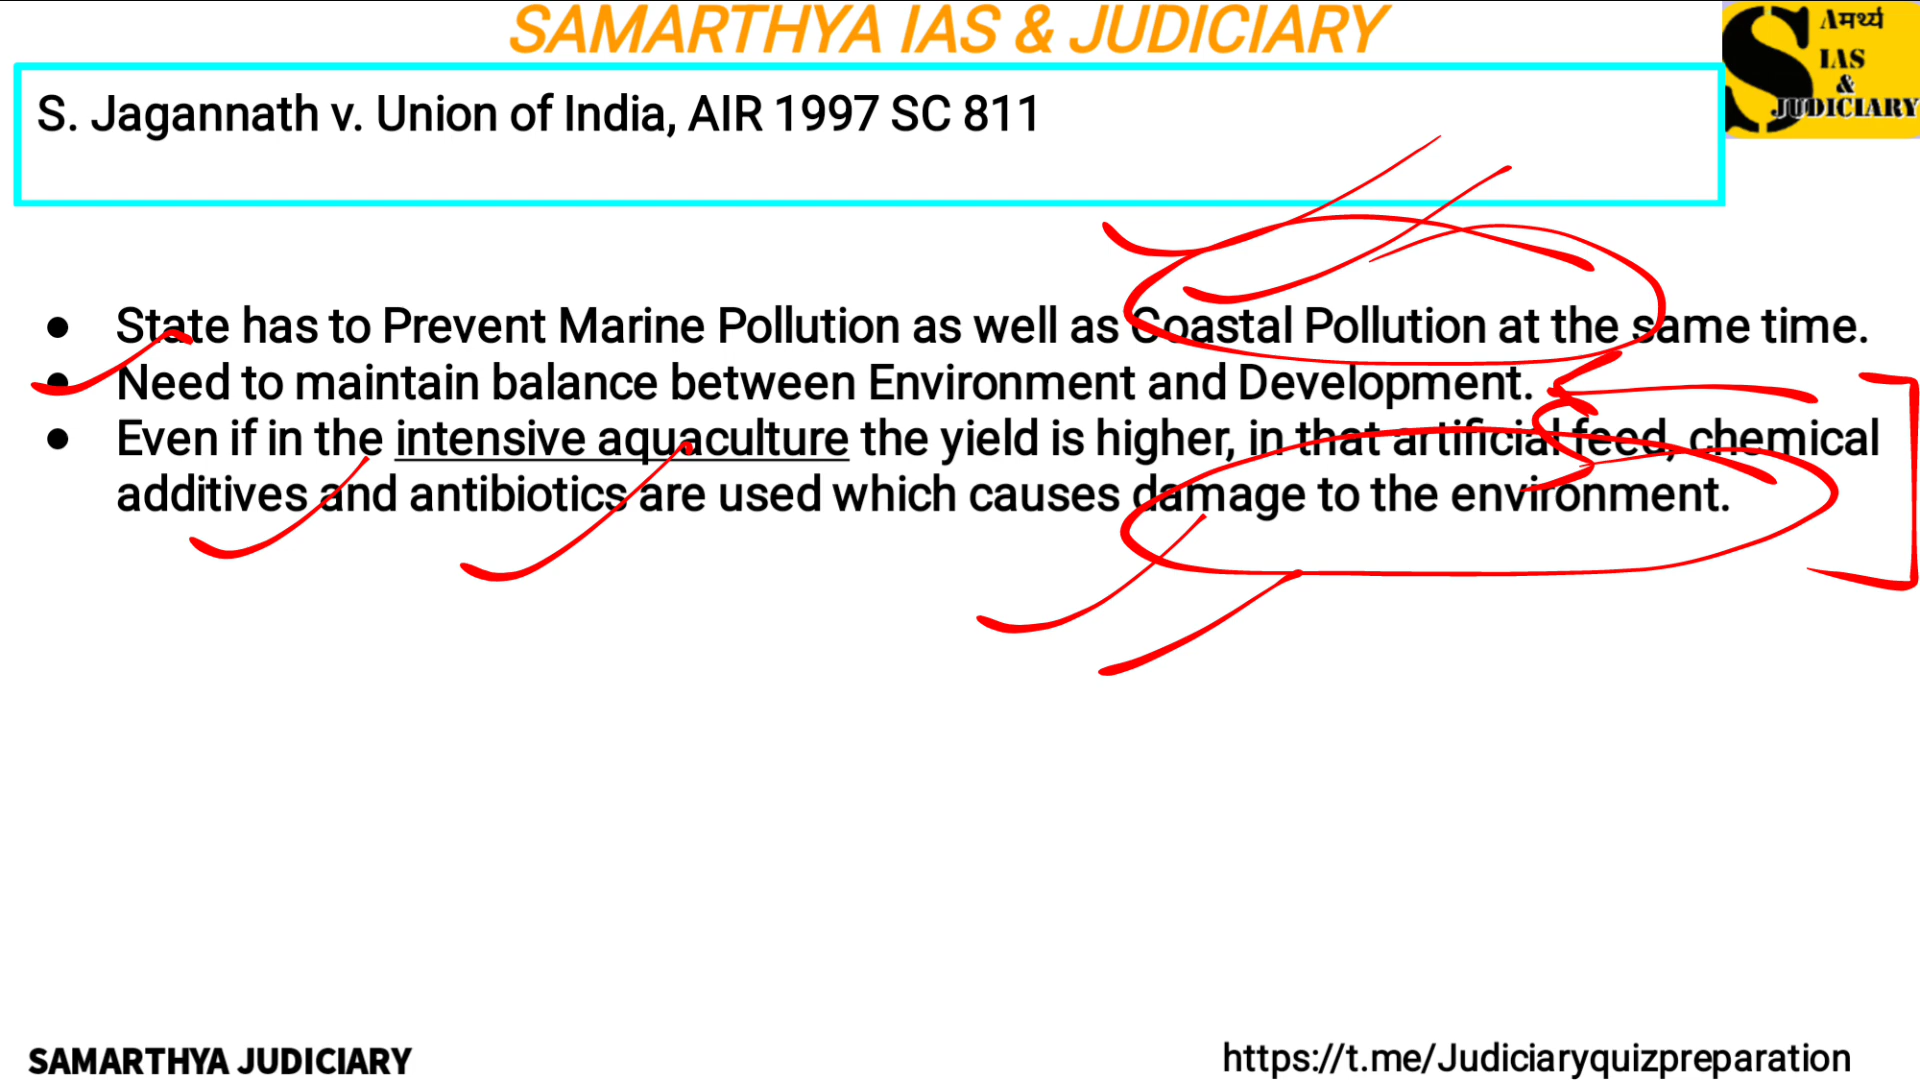 SAMARTHYA IAS & JUDICIARY
Aमर्थ्य
IAS
&
JUDICIARY
S. Jagannath v. Union of India, AIR 1997 SC 811
● State has to Prevent Marine Pollution as well as Coastal Pollution at the same time.
● Need to maintain balance between Environment and Development.
● Even if in the intensive aquaculture the yield is higher, in that artificial feed, chemical
additives and antibiotics are used which causes damage to the environment.
SAMARTHYA JUDICIARY
https://t.me/Judiciaryquizpreparation